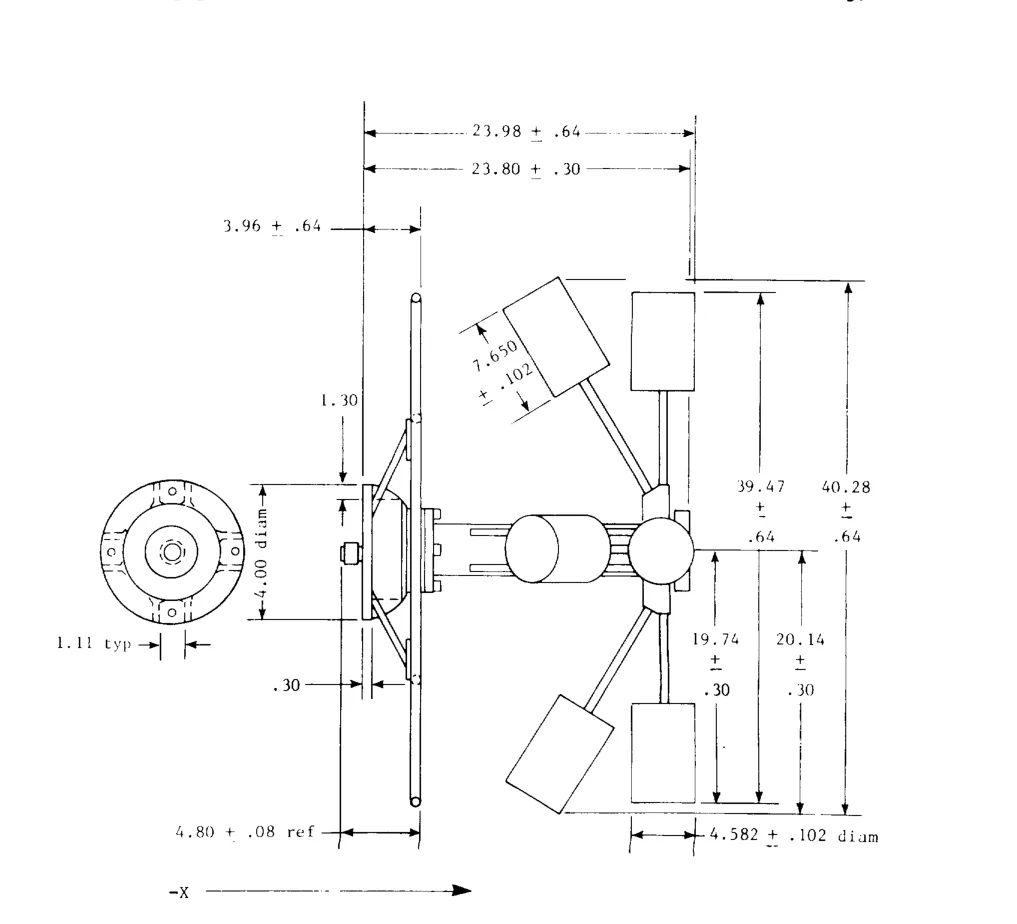 23.98 ± .64
23.80 ± .30
3.96 ± .64
7.650
± .102
1.30
39.47
±
.64
40.28
±
.64
4.00 diam
1.11 typ
19.74
±
.30
20.14
±
.30
.30
4.80 ± .08 ref
4.582 ± .102 diam
-X